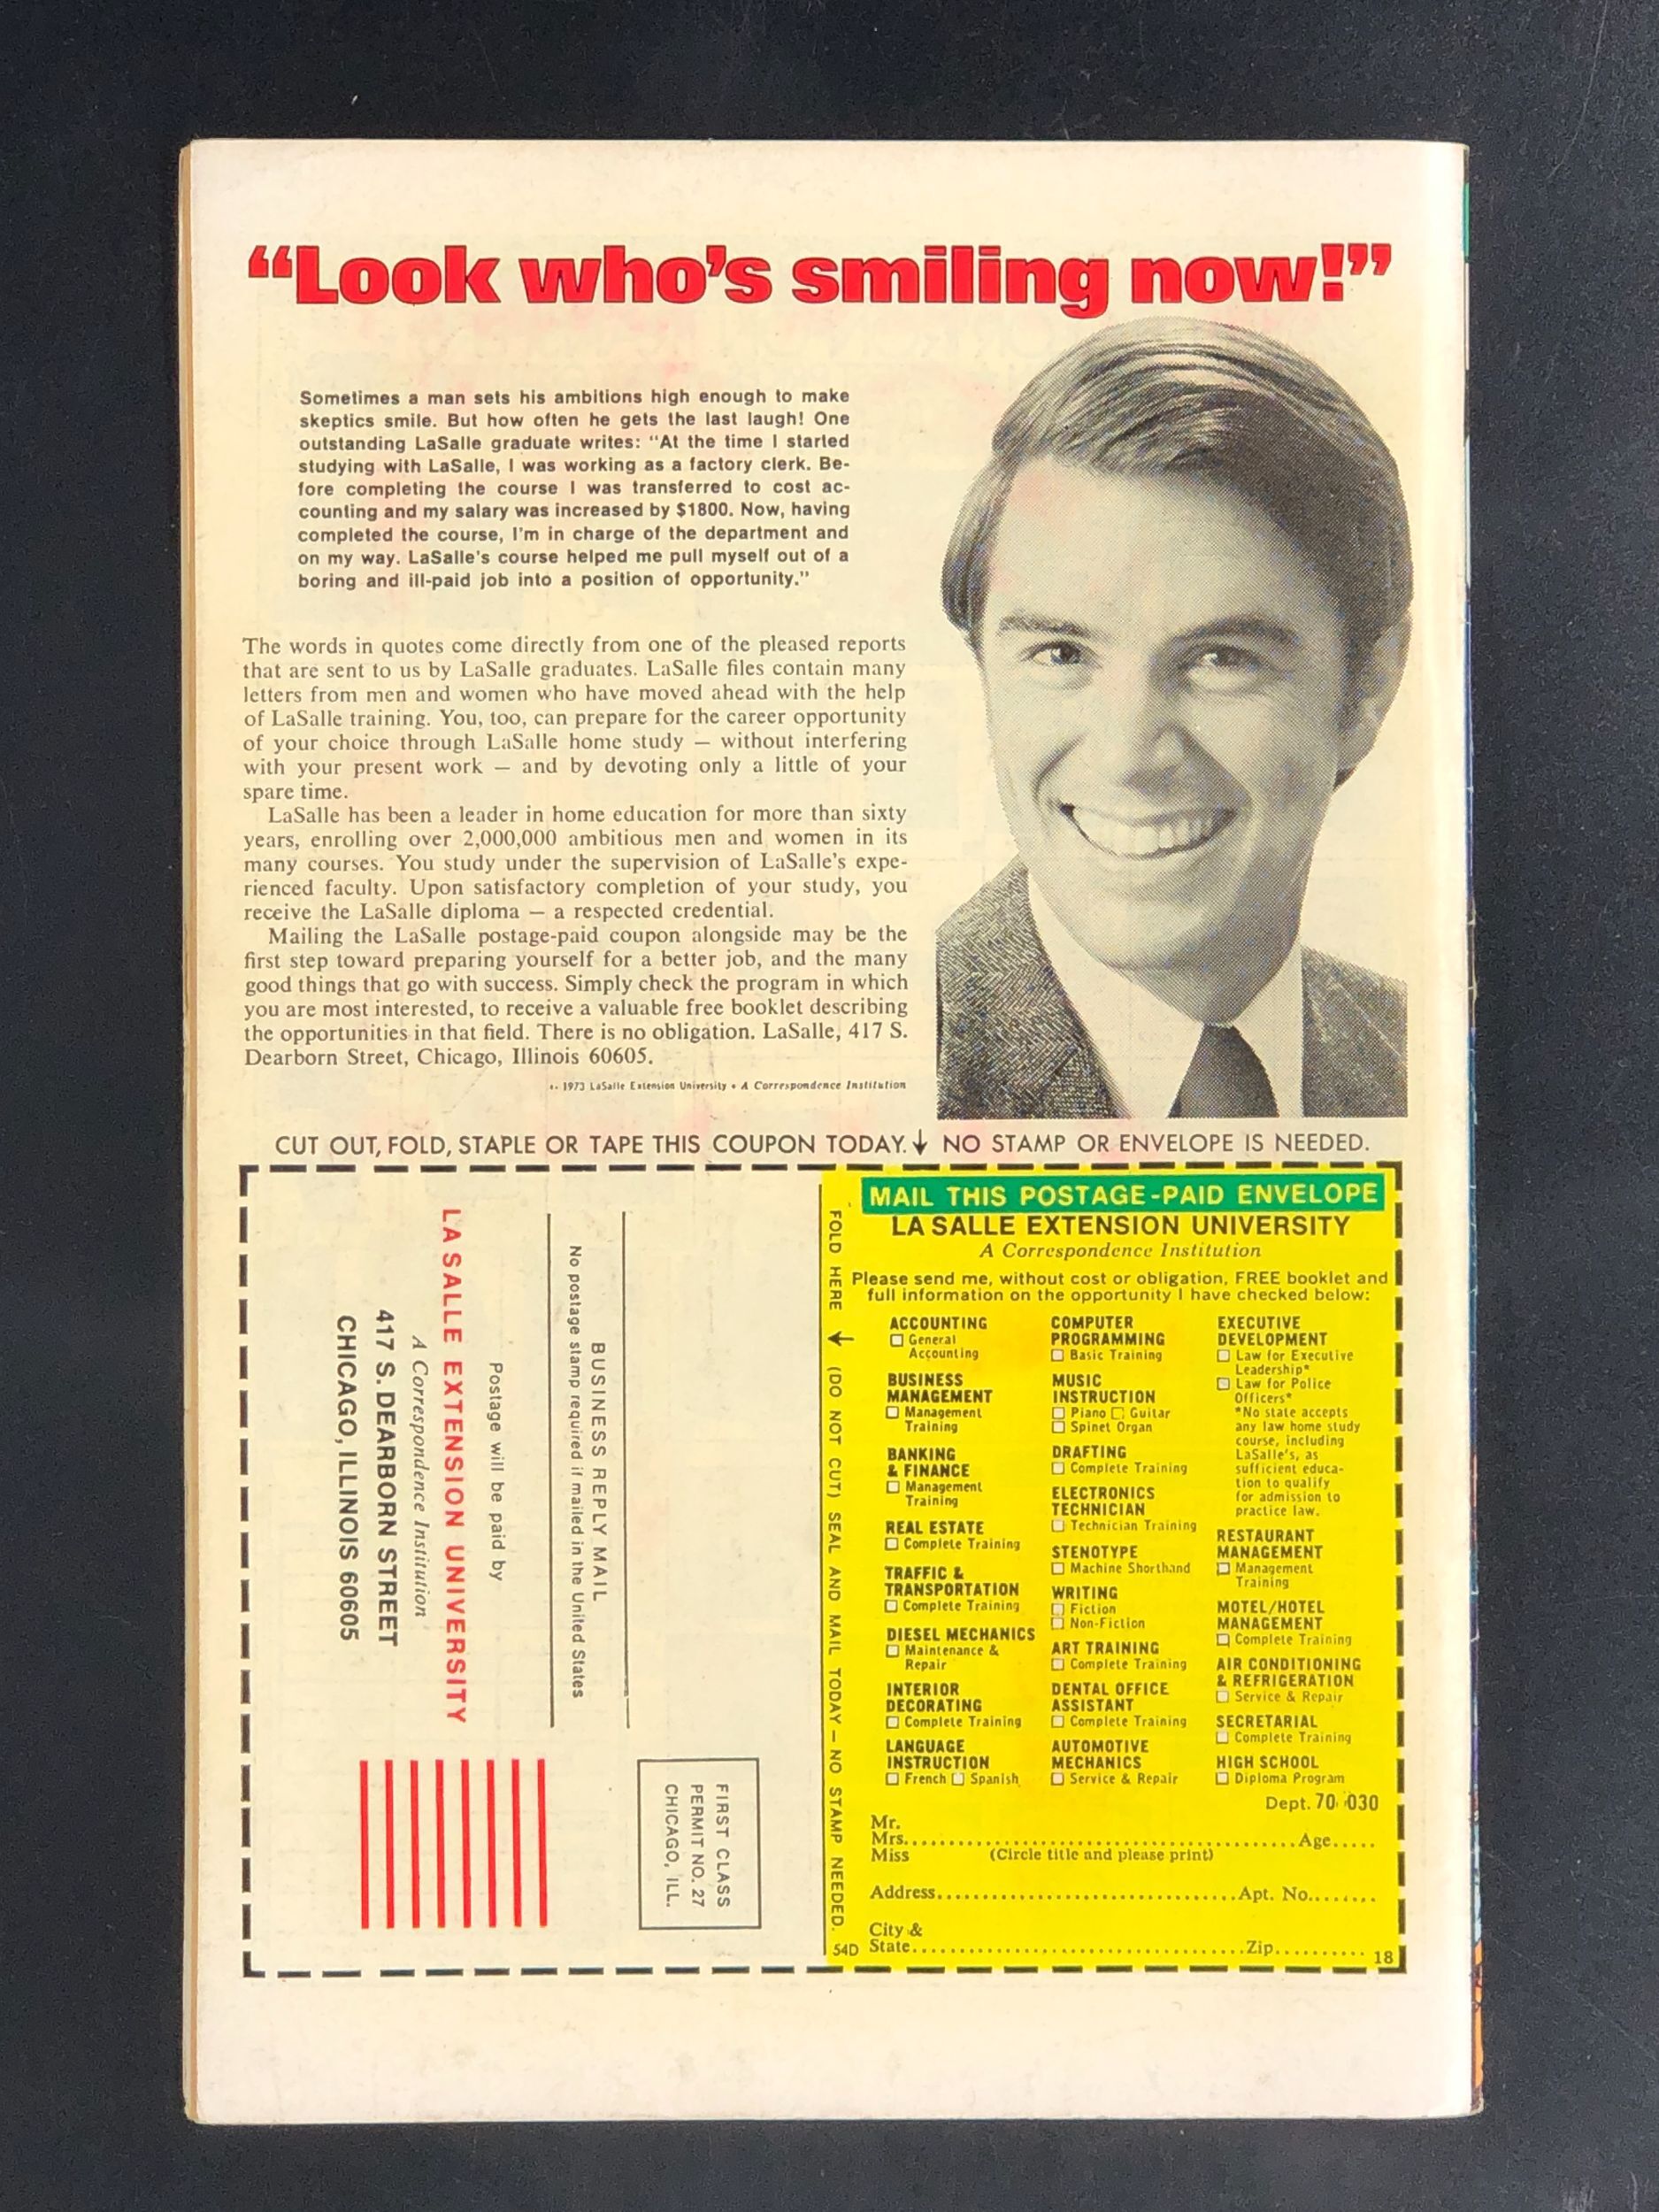 “Look who’s smiling now!”
Sometimes a man sets his ambitions high enough to make
skeptics smile. But how often he gets the last laugh! One
outstanding LaSalle graduate writes: “At the time I started
studying with LaSalle, I was working as a factory clerk. Be-
fore completing the course I was transferred to cost ac-
counting and my salary was increased by $1800. Now, having
completed the course, I’m in charge of the department and
on my way. LaSalle’s course helped me pull myself out of a
boring and ill-paid job into a position of opportunity.”
The words in quotes come directly from one of the pleased reports
that are sent to us by LaSalle graduates. LaSalle files contain many
letters from men and women who have moved ahead with the help
of LaSalle training. You, too, can prepare for the career opportunity
of your choice through LaSalle home study — without interfering
with your present work — and by devoting only a little of your
spare time.
LaSalle has been a leader in home education for more than sixty
years, enrolling over 2,000,000 ambitious men and women in its
many courses. You study under the supervision of LaSalle’s expe-
rienced faculty. Upon satisfactory completion of your study, you
receive the LaSalle diploma — a respected credential.
Mailing the LaSalle postage-paid coupon alongside may be the
first step toward preparing yourself for a better job, and the many
good things that go with success. Simply check the program in which
you are most interested, to receive a valuable free booklet describing
the opportunities in that field. There is no obligation. LaSalle, 417 S.
Dearborn Street, Chicago, Illinois 60605.
1973 LaSalle Extension University • A Correspondence Institution
CUT OUT, FOLD, STAPLE OR TAPE THIS COUPON TODAY.↓ NO STAMP OR ENVELOPE IS NEEDED.
FIRST CLASS
PERMIT NO. 27
CHICAGO, ILL.
BUSINESS REPLY MAIL
No postage stamp required if mailed in the United States
Postage will be paid by
LA SALLE EXTENSION UNIVERSITY
A Correspondence Institution
417 S. DEARBORN STREET
CHICAGO, ILLINOIS 60605
FOLD HERE ↓ (DO NOT CUT) SEAL AND MAIL TODAY — NO STAMP NEEDED.
54D
MAIL THIS POSTAGE-PAID ENVELOPE
LA SALLE EXTENSION UNIVERSITY
A Correspondence Institution
Please send me, without cost or obligation, FREE booklet and
full information on the opportunity I have checked below:
ACCOUNTING
☐ General
Accounting
BUSINESS
MANAGEMENT
☐ Management
Training
BANKING
& FINANCE
☐ Management
Training
REAL ESTATE
☐ Complete Training
TRAFFIC &
TRANSPORTATION
☐ Complete Training
DIESEL MECHANICS
☐ Maintenance &
Repair
INTERIOR
DECORATING
☐ Complete Training
LANGUAGE
INSTRUCTION
☐ French ☐ Spanish
COMPUTER
PROGRAMMING
☐ Basic Training
MUSIC
INSTRUCTION
☐ Piano ☐ Guitar
☐ Spinet Organ
DRAFTING
☐ Complete Training
ELECTRONICS
TECHNICIAN
☐ Technician Training
STENOTYPE
☐ Machine Shorthand
WRITING
☐ Fiction
☐ Non-Fiction
ART TRAINING
☐ Complete Training
DENTAL OFFICE
ASSISTANT
☐ Complete Training
AUTOMOTIVE
MECHANICS
☐ Service & Repair
EXECUTIVE
DEVELOPMENT
☐ Law for Executive
Leadership*
☐ Law for Police
Officers*
*No state accepts
any law home study
course, including
LaSalle’s, as
sufficient educa-
tion to qualify
for admission to
practice law.
RESTAURANT
MANAGEMENT
☐ Management
Training
MOTEL/HOTEL
MANAGEMENT
☐ Complete Training
AIR CONDITIONING
& REFRIGERATION
☐ Service & Repair
SECRETARIAL
☐ Complete Training
HIGH SCHOOL
☐ Diploma Program
Dept. 70-030
Mr.
Mrs. Age
Miss (Circle title and please print)
Address Apt. No.
City &
State Zip
18